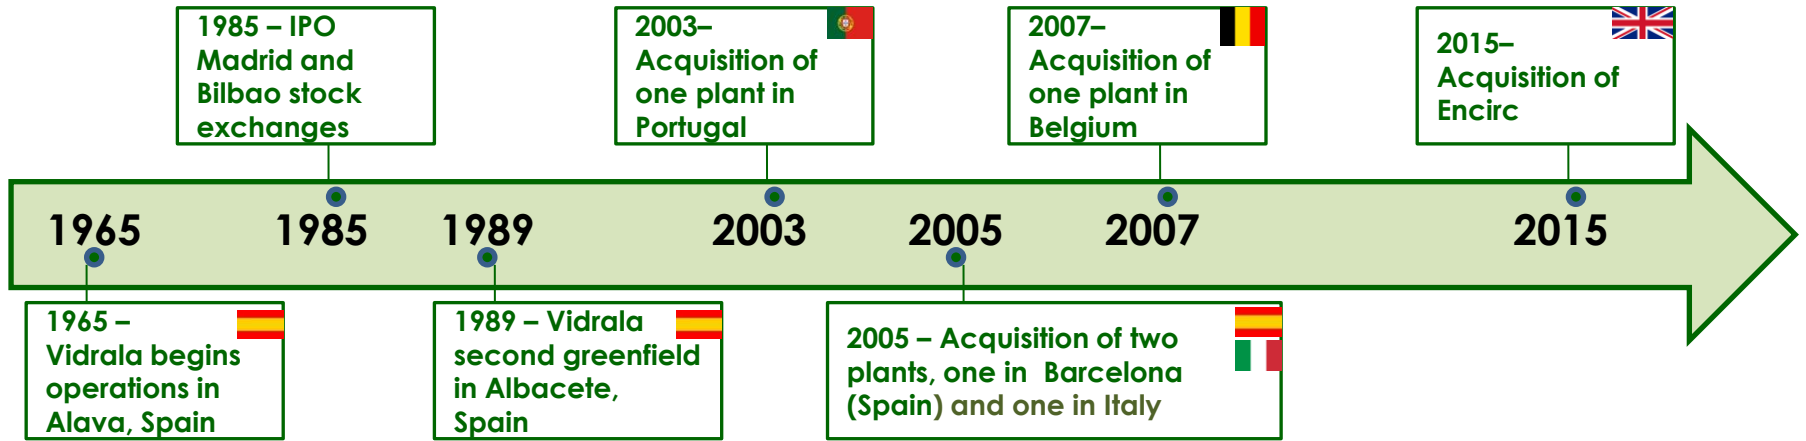 1985 – IPO
Madrid and
Bilbao stock
exchanges
2003–
Acquisition of
one plant in
Portugal
2007–
Acquisition of
one plant in
Belgium
2015–
Acquisition of
Encirc
1965
1985
1989
2003
2005
2007
2015
1965 –
Vidrala begins
operations in
Alava, Spain
1989 – Vidrala
second greenfield
in Albacete,
Spain
2005 – Acquisition of two
plants, one in Barcelona
(Spain) and one in Italy